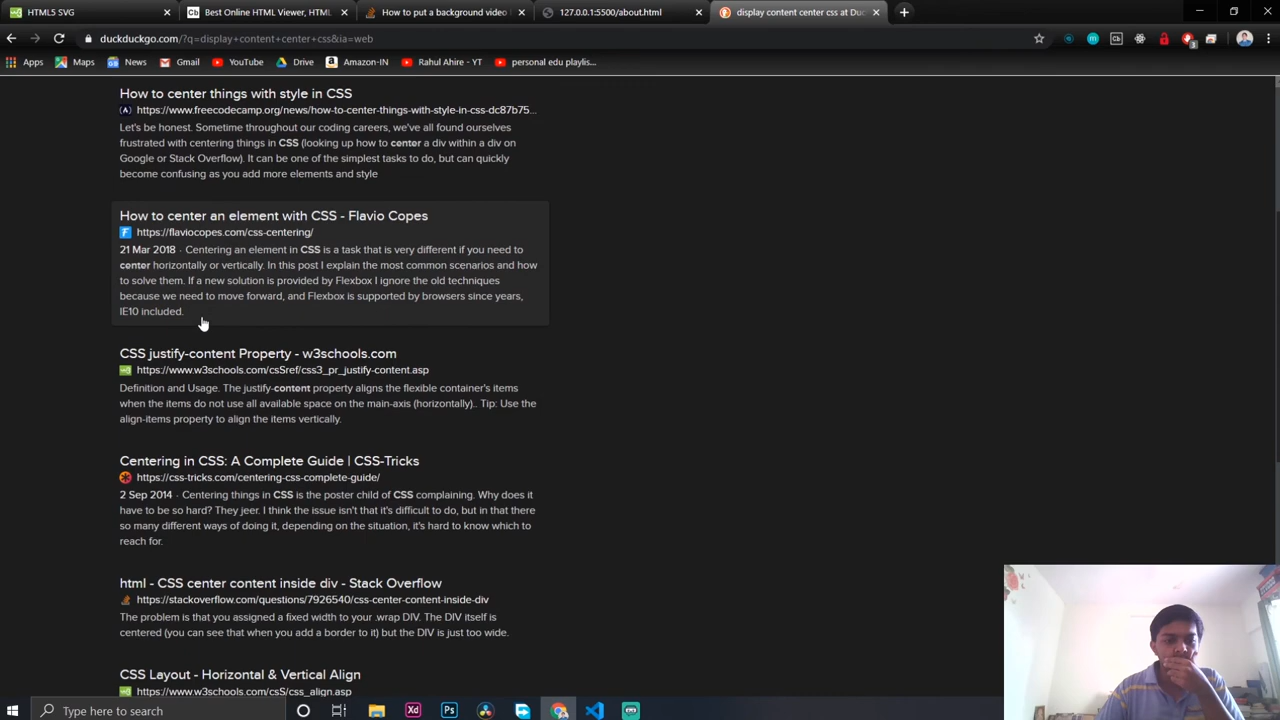 HTML5 SVG
Best Online HTML Viewer, HTML
How to put a background video
127.0.0.1:5500/about.html
display content center css at Duc
duckduckgo.com/?q=display+content+center+css&ia=web
Apps
Maps
News
Gmail
YouTube
Drive
Amazon-IN
Rahul Ahire - YT
personal edu playlis...
How to center things with style in CSS
https://www.freecodecamp.org/news/how-to-center-things-with-style-in-css-dc87b75...
Let's be honest. Sometime throughout our coding careers, we've all found ourselves
frustrated with centering things in CSS (looking up how to center a div within a div on
Google or Stack Overflow). It can be one of the simplest tasks to do, but can quickly
become confusing as you add more elements and style
How to center an element with CSS - Flavio Copes
https://flaviocopes.com/css-centering/
21 Mar 2018 · Centering an element in CSS is a task that is very different if you need to
center horizontally or vertically. In this post I explain the most common scenarios and how
to solve them. If a new solution is provided by Flexbox I ignore the old techniques
because we need to move forward, and Flexbox is supported by browsers since years,
IE10 included.
CSS justify-content Property - w3schools.com
https://www.w3schools.com/cssref/css3_pr_justify-content.asp
Definition and Usage. The justify-content property aligns the flexible container's items
when the items do not use all available space on the main-axis (horizontally).. Tip: Use the
align-items property to align the items vertically.
Centering in CSS: A Complete Guide | CSS-Tricks
https://css-tricks.com/centering-css-complete-guide/
2 Sep 2014 · Centering things in CSS is the poster child of CSS complaining. Why does it
have to be so hard? They jeer. I think the issue isn't that it's difficult to do, but in that there
so many different ways of doing it, depending on the situation, it's hard to know which to
reach for.
html - CSS center content inside div - Stack Overflow
https://stackoverflow.com/questions/7926540/css-center-content-inside-div
The problem is that you assigned a fixed width to your .wrap DIV. The DIV itself is
centered (you can see that when you add a border to it) but the DIV is just too wide.
CSS Layout - Horizontal & Vertical Align
https://www.w3schools.com/csS/css_align.asp
Type here to search
Xd
Ps